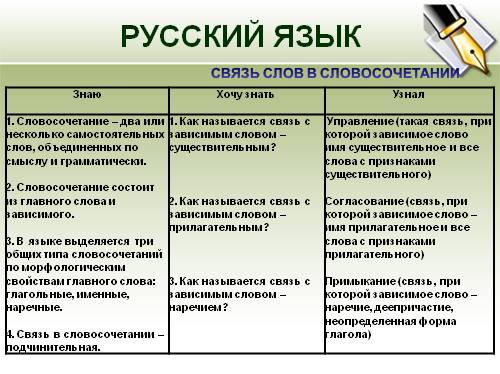 РУССКИЙ ЯЗЫК
СВЯЗЬ СЛОВ В СЛОВОСОЧЕТАНИИ
Знаю
Хочу знать
Узнал
1. Словосочетание – два или
несколько самостоятельных
слов, объединенных по
смыслу и грамматически.
2. Словосочетание состоит
из главного слова и
зависимого.
3. В языке выделяется три
общих типа словосочетаний
по морфологическим
свойствам главного слова:
глагольные, именные,
наречные.
4. Связь в словосочетании –
подчинительная.
1. Как называется связь с
зависимым словом –
существительным?
2. Как называется связь с
зависимым словом –
прилагательным?
3. Как называется связь с
зависимым словом –
наречием?
Управление (такая связь, при
которой зависимое слово
имя существительное и все
слова с признаками
существительного)
Согласование (связь, при
которой зависимое слово –
имя прилагательное и все
слова с признаками
прилагательного)
Примыкание (связь, при
которой зависимое слово –
наречие, деепричастие,
неопределенная форма
глагола)